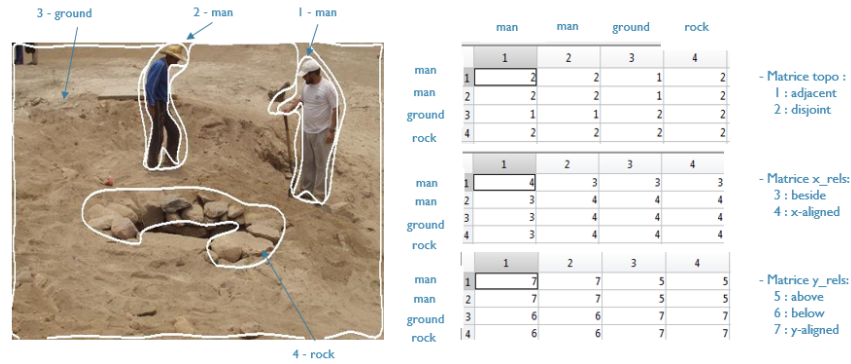 3 - ground
2 - man
1 - man
4 - rock
man man ground rock
1 2 3 4
man 1 2 2 1 2
man 2 2 2 1 2
ground 3 1 1 2 2
rock 4 2 2 2 2
- Matrice topo :
1 : adjacent
2 : disjoint
1 2 3 4
man 1 4 3 3 3
man 2 3 4 4 4
ground 3 3 4 4 4
rock 4 3 4 4 4
- Matrice x_rels:
3 : beside
4 : x-aligned
1 2 3 4
man 1 7 7 5 5
man 2 7 7 5 5
ground 3 6 6 7 7
rock 4 6 6 7 7
- Matrice y_rels:
5 : above
6 : below
7 : y-aligned